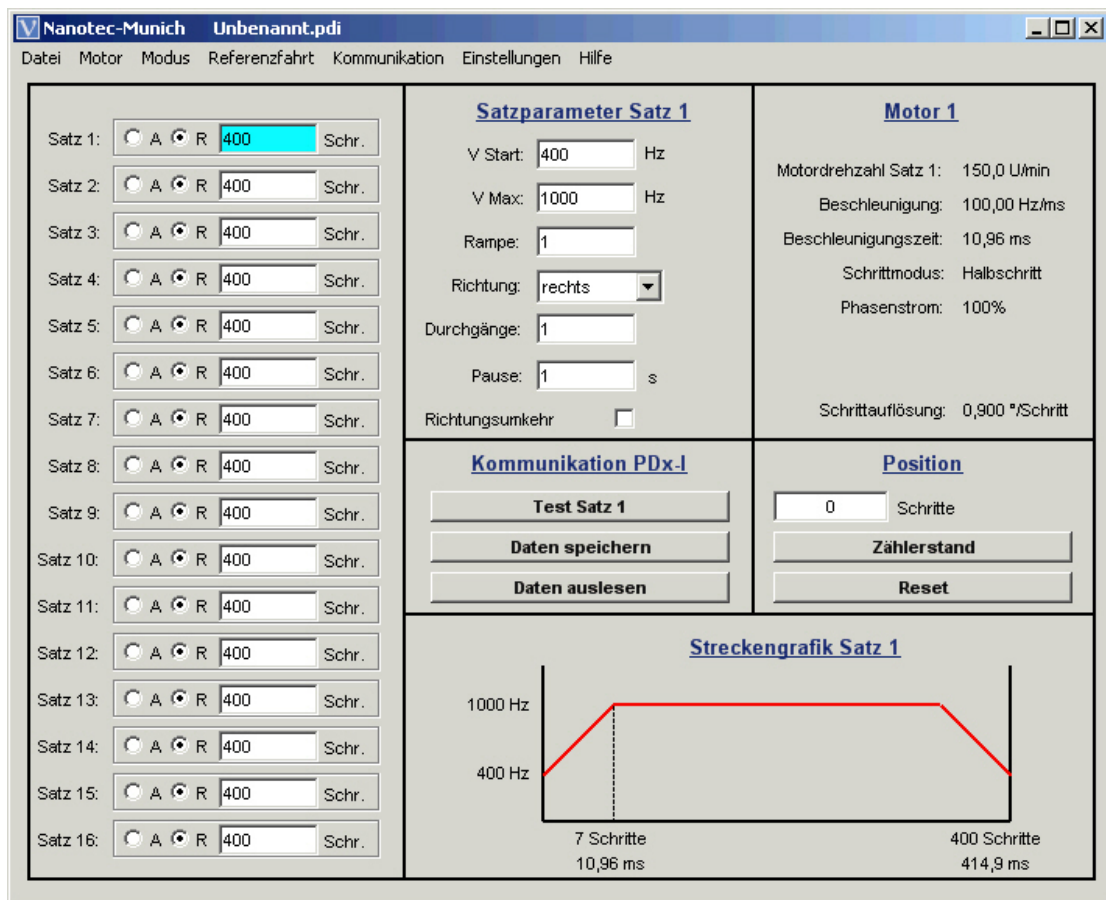 Nanotec-Munich Unbenannt.pdi
Datei Motor Modus Referenzfahrt Kommunikation Einstellungen Hilfe
Satz 1: A R 400 Schr.
Satz 2: A R 400 Schr.
Satz 3: A R 400 Schr.
Satz 4: A R 400 Schr.
Satz 5: A R 400 Schr.
Satz 6: A R 400 Schr.
Satz 7: A R 400 Schr.
Satz 8: A R 400 Schr.
Satz 9: A R 400 Schr.
Satz 10: A R 400 Schr.
Satz 11: A R 400 Schr.
Satz 12: A R 400 Schr.
Satz 13: A R 400 Schr.
Satz 14: A R 400 Schr.
Satz 15: A R 400 Schr.
Satz 16: A R 400 Schr.
Satzparameter Satz 1
V Start: 400 Hz
V Max: 1000 Hz
Rampe: 1
Richtung: rechts
Durchgänge: 1
Pause: 1 s
Richtungsumkehr
Motor 1
Motordrehzahl Satz 1: 150,0 U/min
Beschleunigung: 100,00 Hz/ms
Beschleunigungszeit: 10,96 ms
Schrittmodus: Halbschritt
Phasenstrom: 100%
Schrittauflösung: 0,900 °/Schritt
Kommunikation PDx-I
Test Satz 1
Daten speichern
Daten auslesen
Position
0 Schritte
Zählerstand
Reset
Streckengrafik Satz 1
1000 Hz
400 Hz
7 Schritte 400 Schritte
10,96 ms 414,9 ms